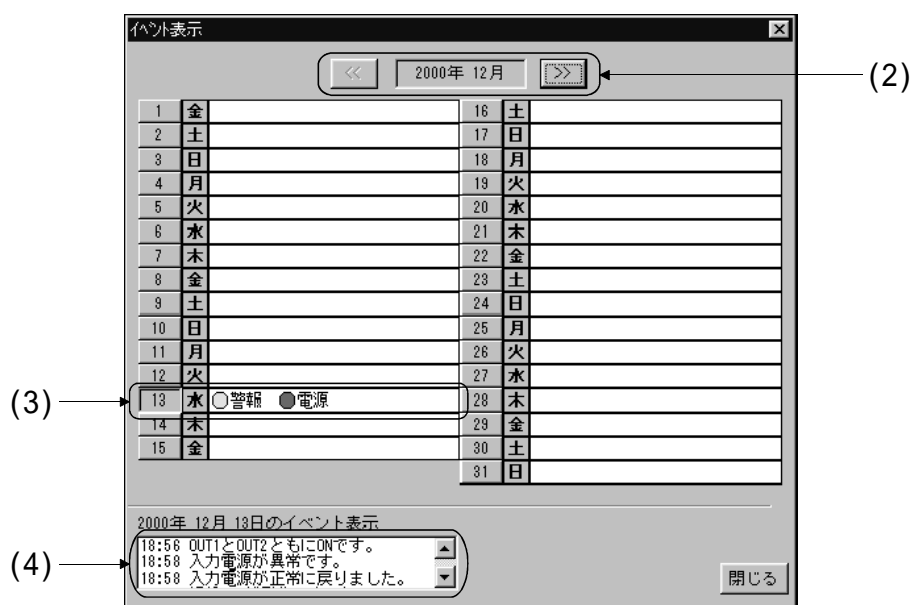 イベント表示
<< 2000年 12月 >>
(2)
1 金
2 土
3 日
4 月
5 火
6 水
7 木
8 金
9 土
10 日
11 月
12 火
13 水 ○警報 ●電源
14 木
15 金
16 土
17 日
18 月
19 火
20 水
21 木
22 金
23 土
24 日
25 月
26 火
27 水
28 木
29 金
30 土
31 日
(3)
2000年 12月 13日のイベント表示
18:56 OUT1とOUT2ともにONです。
18:58 入力電源が異常です。
18:58 入力電源が正常に戻りました。
(4)
閉じる